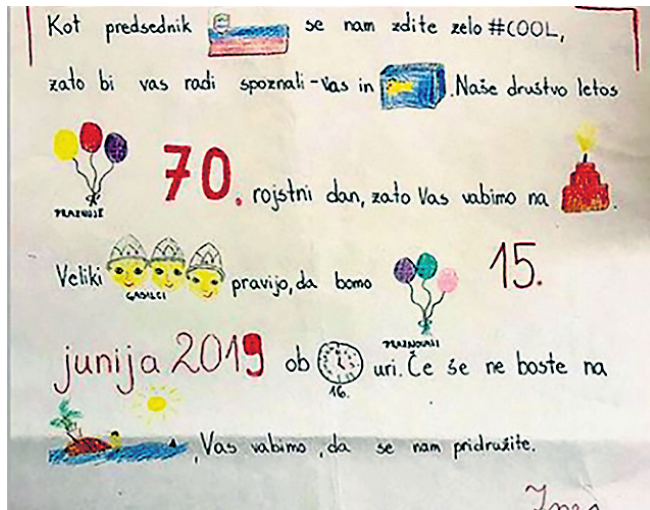 Kot predsednik se nam zdite zelo #COOL,
zato bi vas radi spoznali-Vas in . Naše društvo letos
PRAZNUJE 70. rojstni dan, zato Vas vabimo na .
Veliki GASILCI pravijo, da bomo PRAZNOVALI 15.
junija 2019 ob 16. uri. Če še ne boste na
, Vas vabimo, da se nam pridružite.